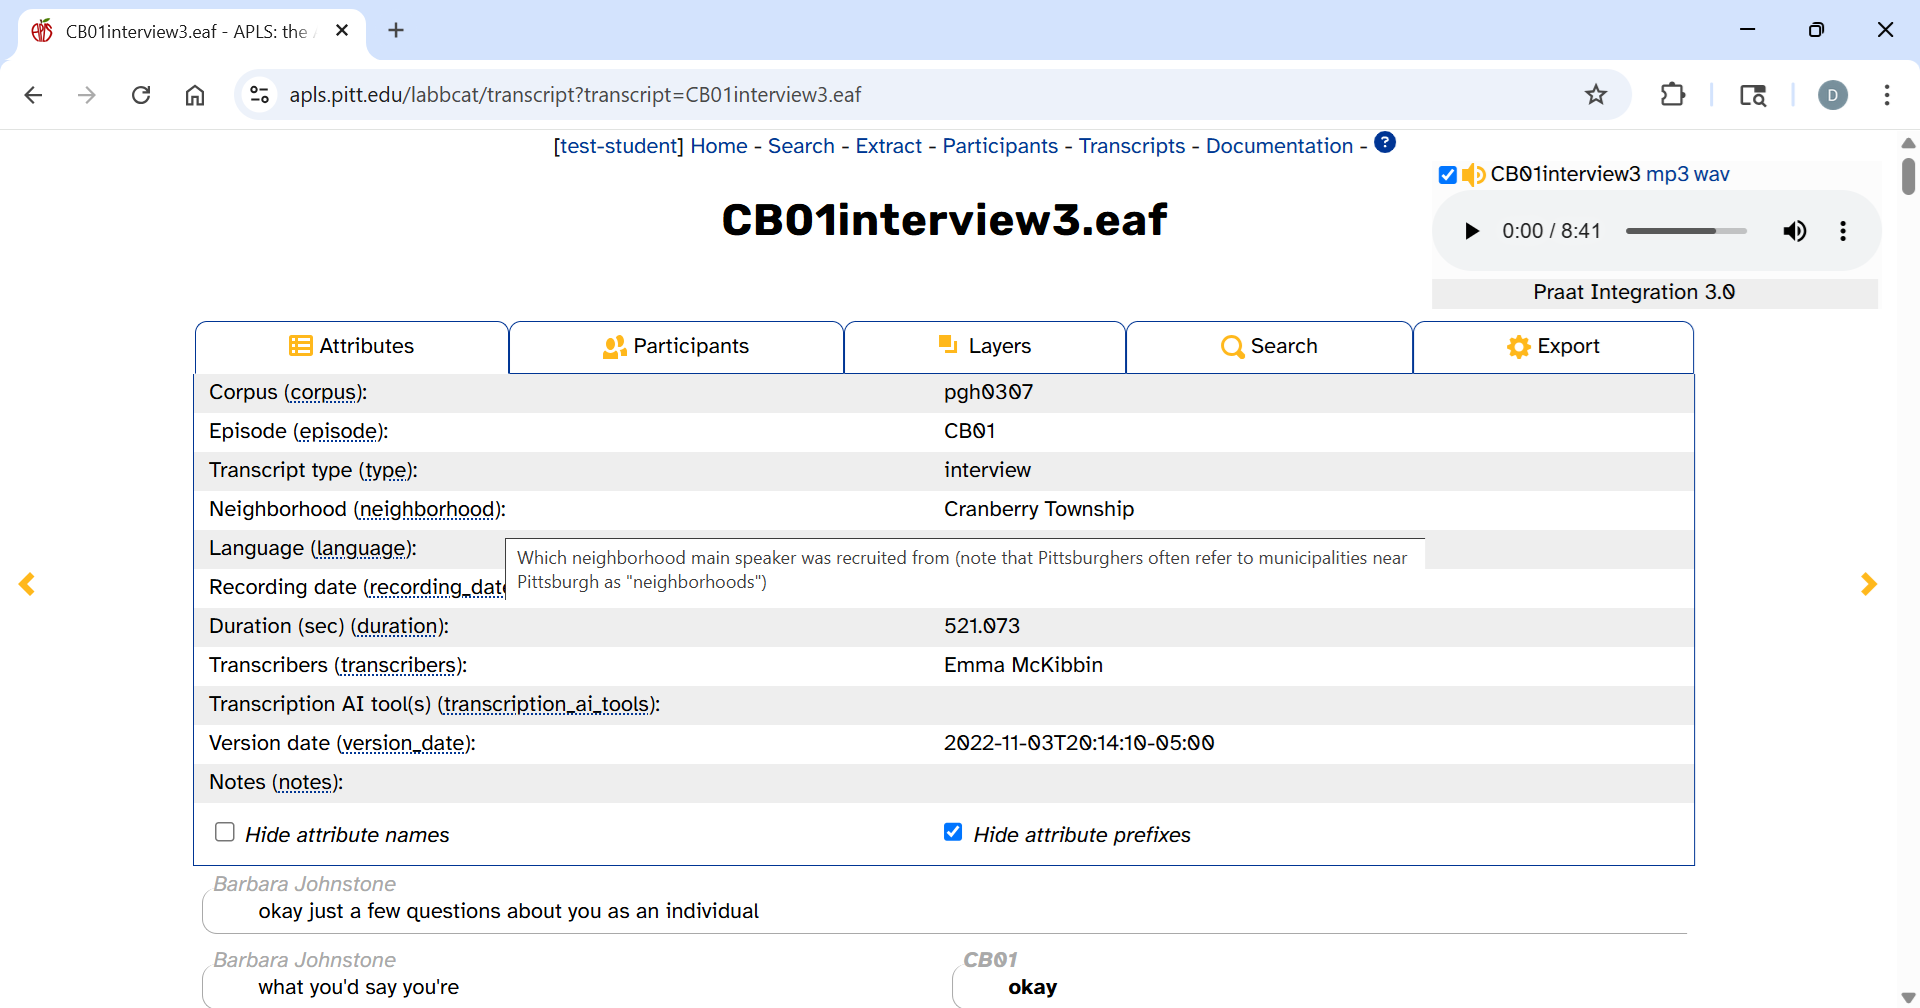 CB01interview3.eaf - APLS: the
apls.pitt.edu/labbcat/transcript?transcript=CB01interview3.eaf
D
[test-student] Home - Search - Extract - Participants - Transcripts - Documentation - ?
CB01interview3 mp3 wav
CB01interview3.eaf
0:00 / 8:41
Praat Integration 3.0
Attributes Participants Layers Search Export
Corpus (corpus): pgh0307
Episode (episode): CB01
Transcript type (type): interview
Neighborhood (neighborhood): Cranberry Township
Language (language):
Which neighborhood main speaker was recruited from (note that Pittsburghers often refer to municipalities near
Pittsburgh as "neighborhoods")
Recording date (recording_date
Duration (sec) (duration): 521.073
Transcribers (transcribers): Emma McKibbin
Transcription AI tool(s) (transcription_ai_tools):
Version date (version_date): 2022-11-03T20:14:10-05:00
Notes (notes):
Hide attribute names Hide attribute prefixes
Barbara Johnstone
okay just a few questions about you as an individual
Barbara Johnstone CB01
what you'd say you're okay